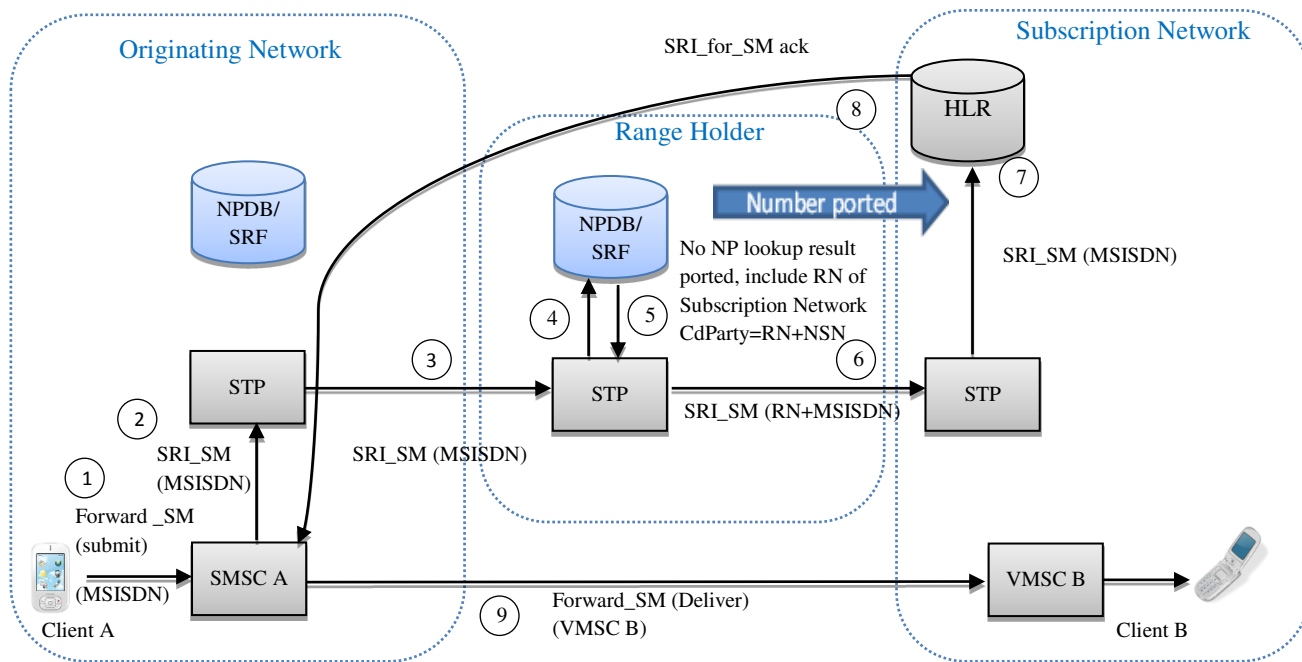 Originating Network
SRI_for_SM ack
Subscription Network
8
HLR
Range Holder
7
NPDB/
SRF
NPDB/
SRF
Number ported
No NP lookup result
ported, include RN of
Subscription Network
CdParty=RN+NSN
SRI_SM (MSISDN)
4
5
3
6
STP
STP
STP
2
SRI_SM (RN+MSISDN)
SRI_SM
(MSISDN)
SRI_SM (MSISDN)
1
Forward _SM
(submit)
(MSISDN)
SMSC A
VMSC B
9
Forward_SM (Deliver)
(VMSC B)
Client A
Client B